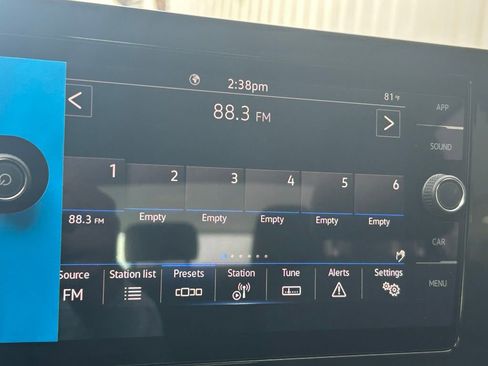 2:38pm
81 °F
88.3 FM
APP
SOUND
1 2 3 4 5 6
88.3 FM Empty Empty Empty Empty Empty
CAR
Source Station list Presets Station Tune Alerts Settings
FM
MENU